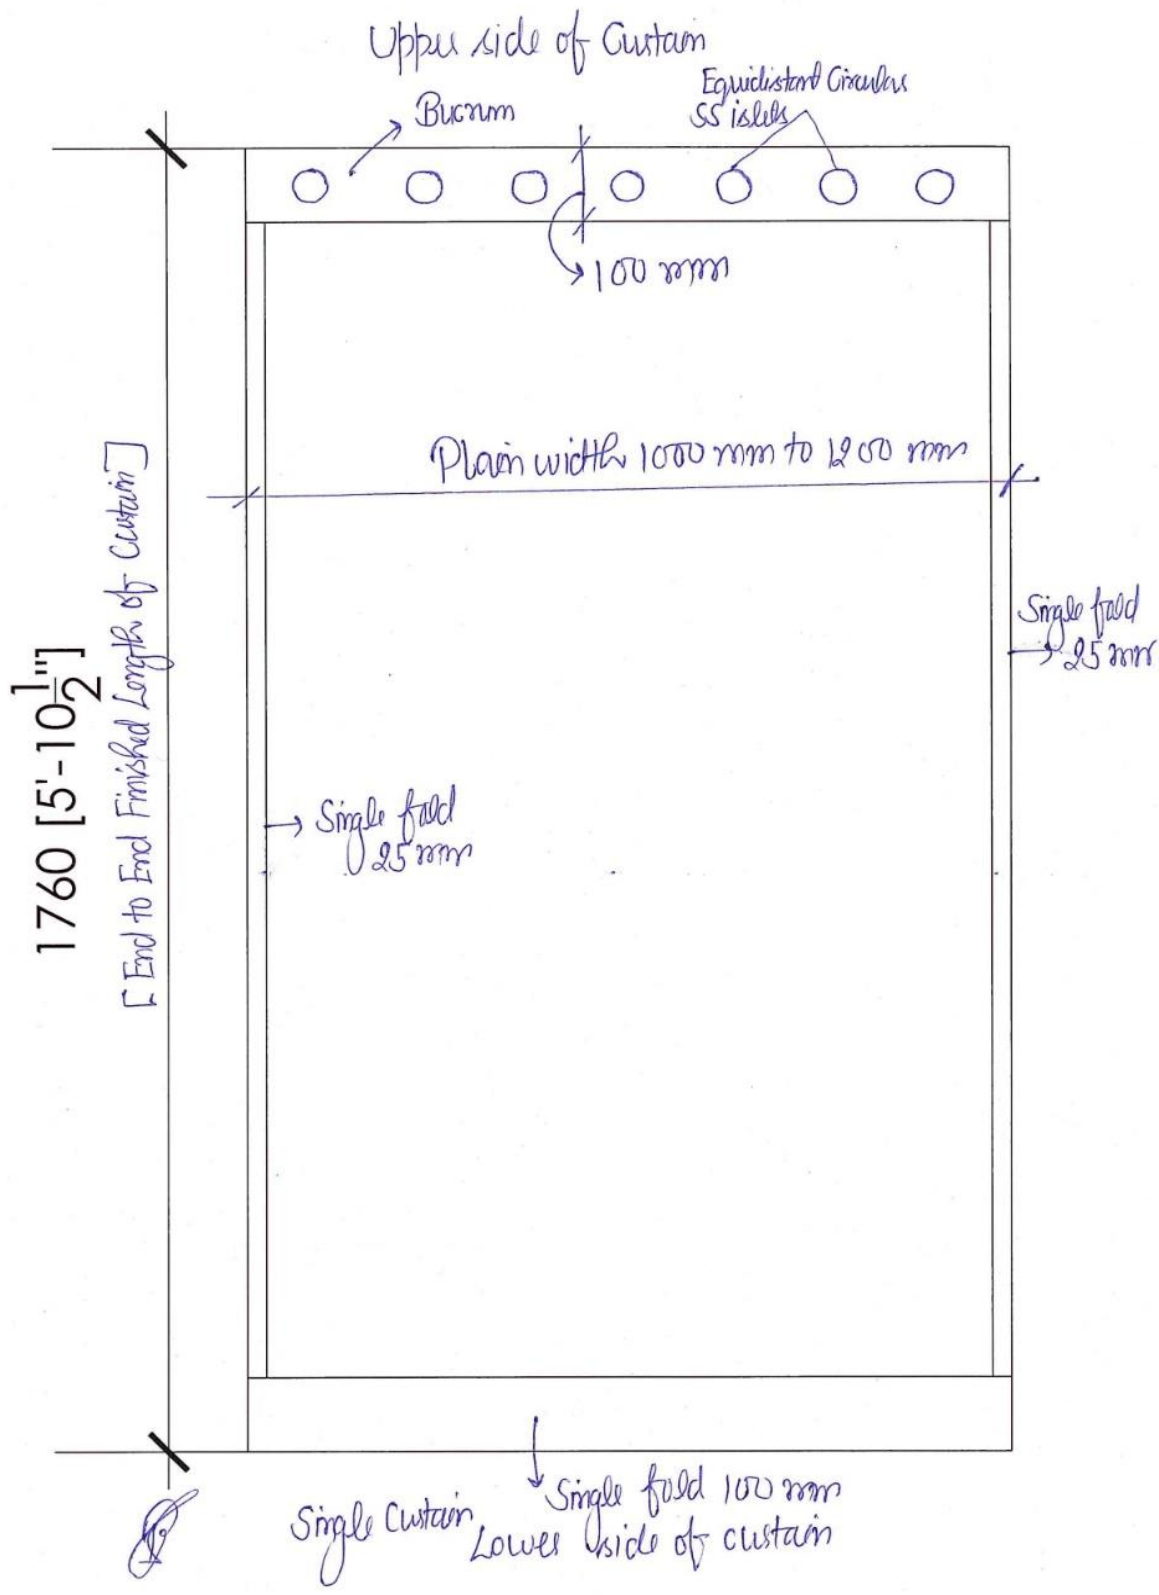 Upper side of Curtain
Equidistant Circular
SS islets
Bucrum
100 mm
Plain width 1000 mm to 1200 mm
1760 [5'-10 1/2"]
[End to End Finished Length of Curtain]
Single fold
25 mm
Single fold
25 mm
Single fold 100 mm
Single Curtain
Lower side of curtain